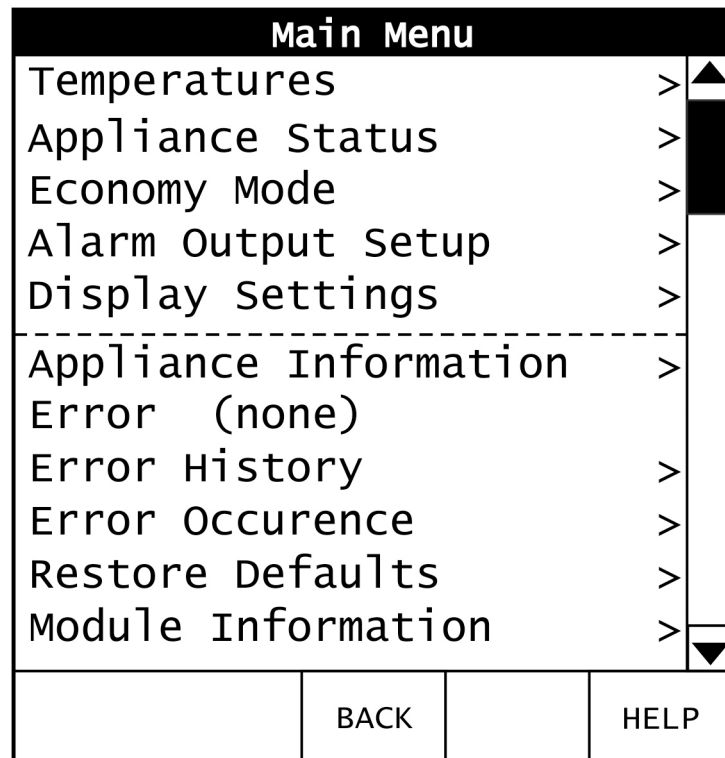 Main Menu
Temperatures >
Appliance Status >
Economy Mode >
Alarm Output Setup >
Display Settings >
Appliance Information >
Error (none)
Error History >
Error Occurence >
Restore Defaults >
Module Information >
BACK HELP